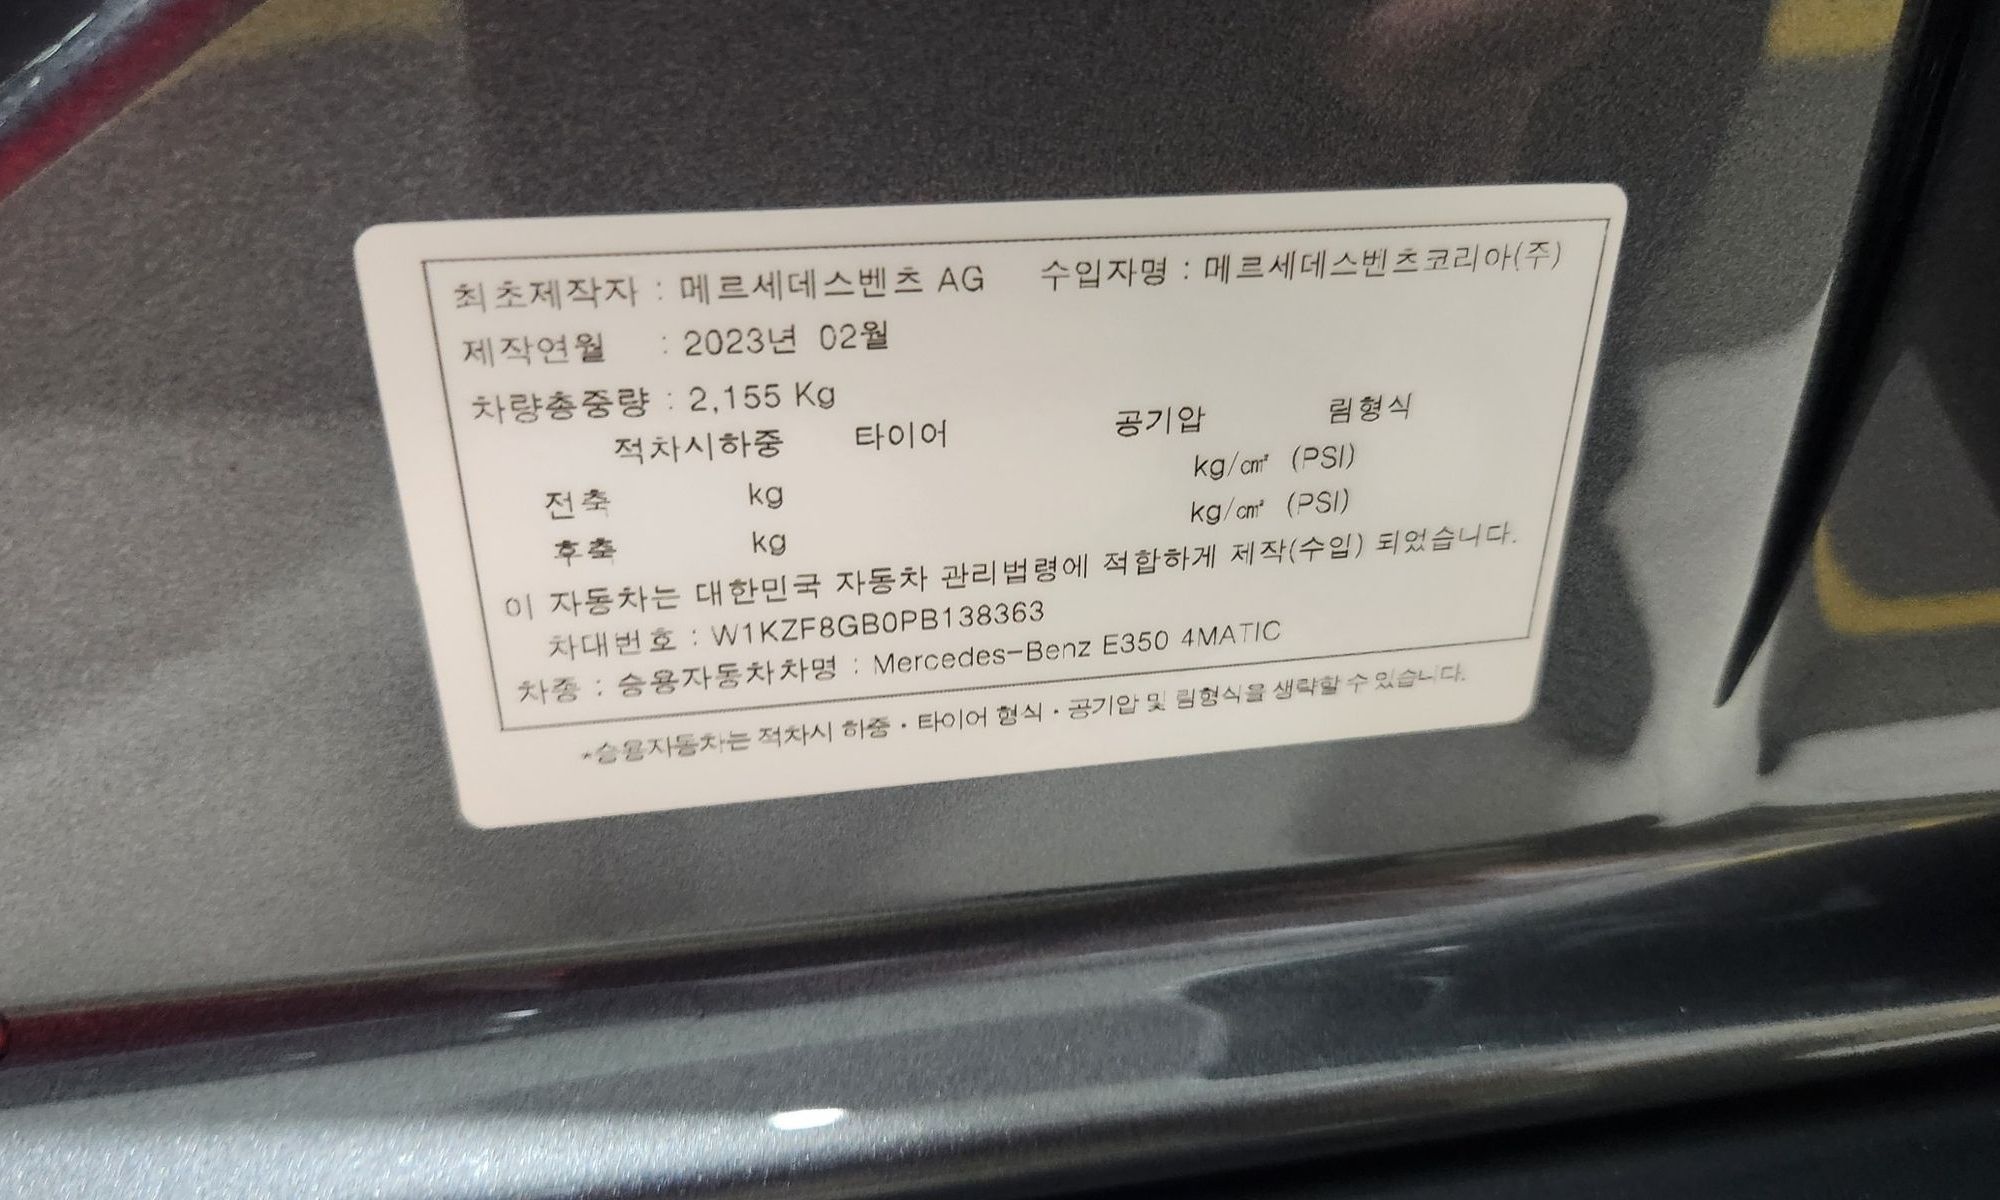 최초제작자 : 메르세데스벤츠 AG 수입자명 : 메르세데스벤츠코리아(주)
제작연월 : 2023년 02월
차량총중량 : 2,155 Kg
적차시하중 타이어 공기압 림형식
전축 kg kg/㎠ (PSI)
후축 kg kg/㎠ (PSI)
이 자동차는 대한민국 자동차 관리법령에 적합하게 제작(수입) 되었습니다.
차대번호 : W1KZF8GB0PB138363
차종 : 승용자동차차명 : Mercedes-Benz E350 4MATIC
*승용자동차는 적차시 하중 · 타이어 형식 · 공기압 및 림형식을 생략할 수 있습니다.